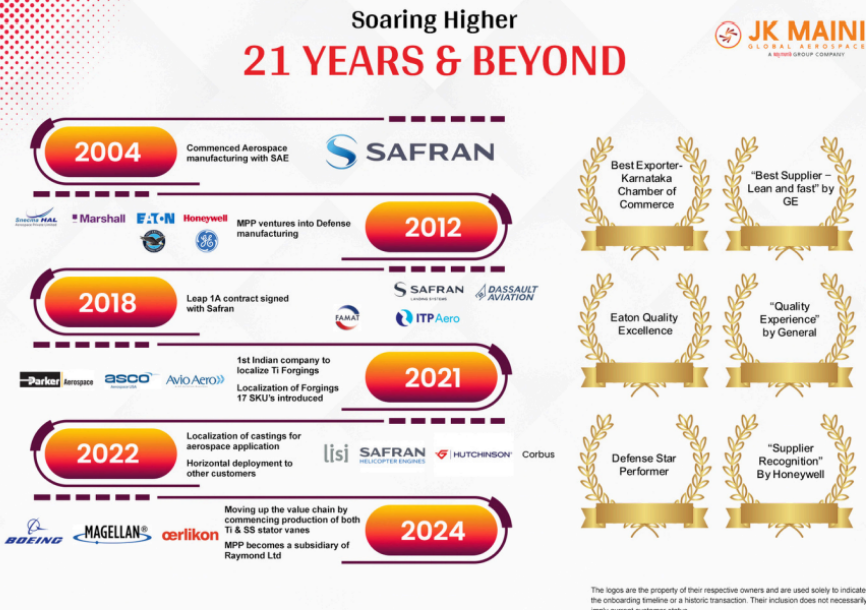 Soaring Higher
21 YEARS & BEYOND
JK MAINI
GLOBAL AEROSPACE
A raymond GROUP COMPANY
2004
Commenced Aerospace
manufacturing with SAE
SAFRAN
Snecma HAL
Marshall
EATON
Honeywell
GE
MPP ventures into Defense
manufacturing
2012
2018
Leap 1A contract signed
with Safran
FAMAT
SAFRAN
LANDING SYSTEMS
DASSAULT
AVIATION
ITP Aero
Parker Aerospace
asco
Avio Aero
1st Indian company to
localize Ti Forgings
Localization of Forgings
17 SKU's introduced
2021
2022
Localization of castings for
aerospace application
Horizontal deployment to
other customers
lisi
SAFRAN
HELICOPTER ENGINES
HUTCHINSON®
Corbus
BOEING
MAGELLAN®
œrlikon
Moving up the value chain by
commencing production of both
Ti & SS stator vanes
MPP becomes a subsidiary of
Raymond Ltd
2024
Best Exporter-
Karnataka
Chamber of
Commerce
“Best Supplier –
Lean and fast” by
GE
Eaton Quality
Excellence
“Quality
Experience”
by General
Defense Star
Performer
“Supplier
Recognition”
By Honeywell
The logos are the property of their respective owners and are used solely to indicate
the onboarding timeline or a historic transaction. Their inclusion does not necessarily
imply current customer status